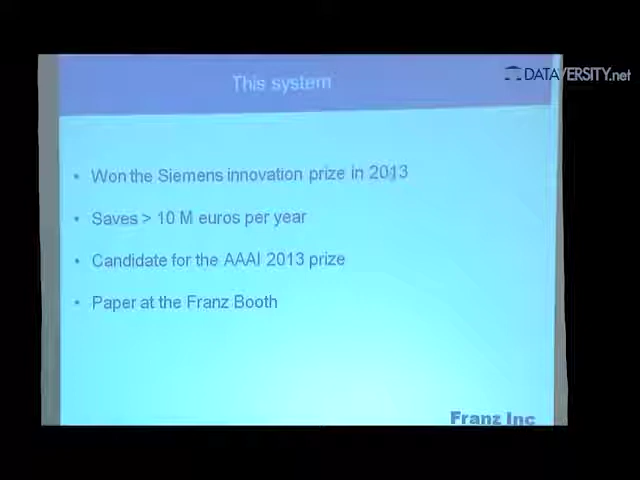 DATAVERSITY.net
This system
• Won the Siemens innovation prize in 2013
• Saves > 10 M euros per year
• Candidate for the AAAI 2013 prize
• Paper at the Franz Booth
Franz Inc